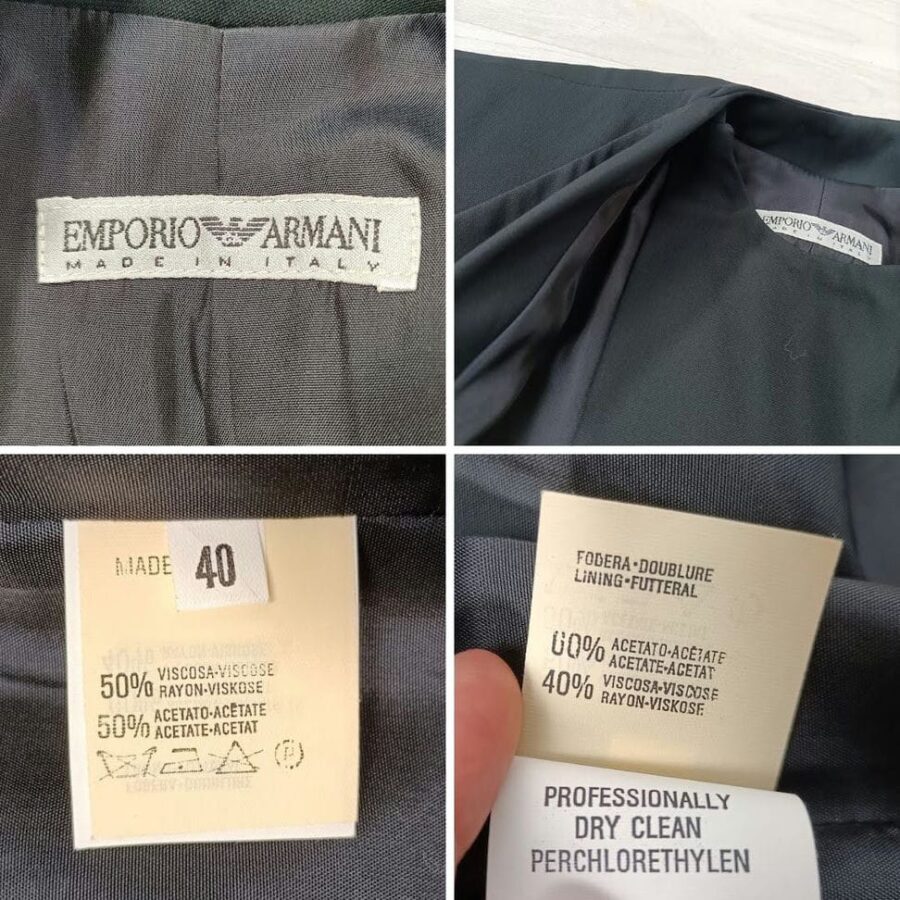 EMPORIO ARMANI
MADE IN ITALY
EMPORIO ARMANI
MADE IN ITALY
MADE
40
50% VISCOSA·VISCOSE
RAYON·VISKOSE
50% ACETATO·ACÉTATE
ACETATE·ACETAT
P
FODERA·DOUBLURE
LINING·FUTTERAL
60% ACETATO·ACÉTATE
ACETATE·ACETAT
40% VISCOSA·VISCOSE
RAYON·VISKOSE
PROFESSIONALLY
DRY CLEAN
PERCHLORETHYLEN